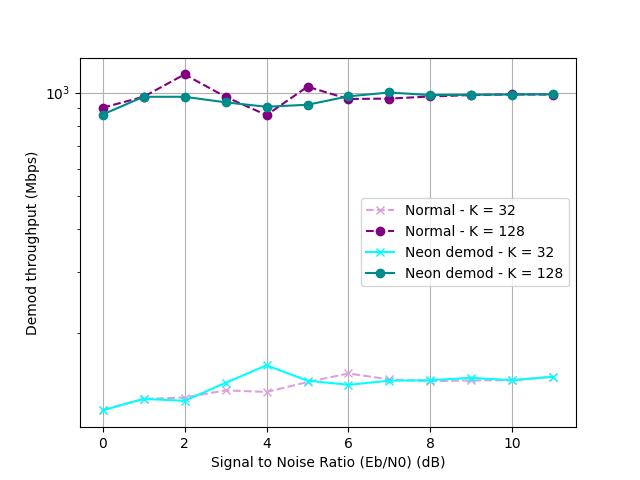 10³
Demod throughput (Mbps)
Normal - K = 32
Normal - K = 128
Neon demod - K = 32
Neon demod - K = 128
0 2 4 6 8 10
Signal to Noise Ratio (Eb/N0) (dB)